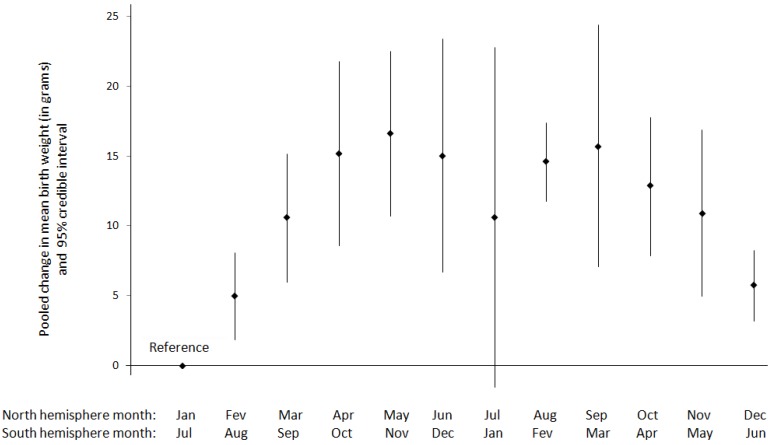 Pooled change in mean birth weight (in grams)
and 95% credible interval
25
20
15
10
5
0
Reference
North hemisphere month: Jan Fev Mar Apr May Jun Jul Aug Sep Oct Nov Dec
South hemisphere month: Jul Aug Sep Oct Nov Dec Jan Fev Mar Apr May Jun